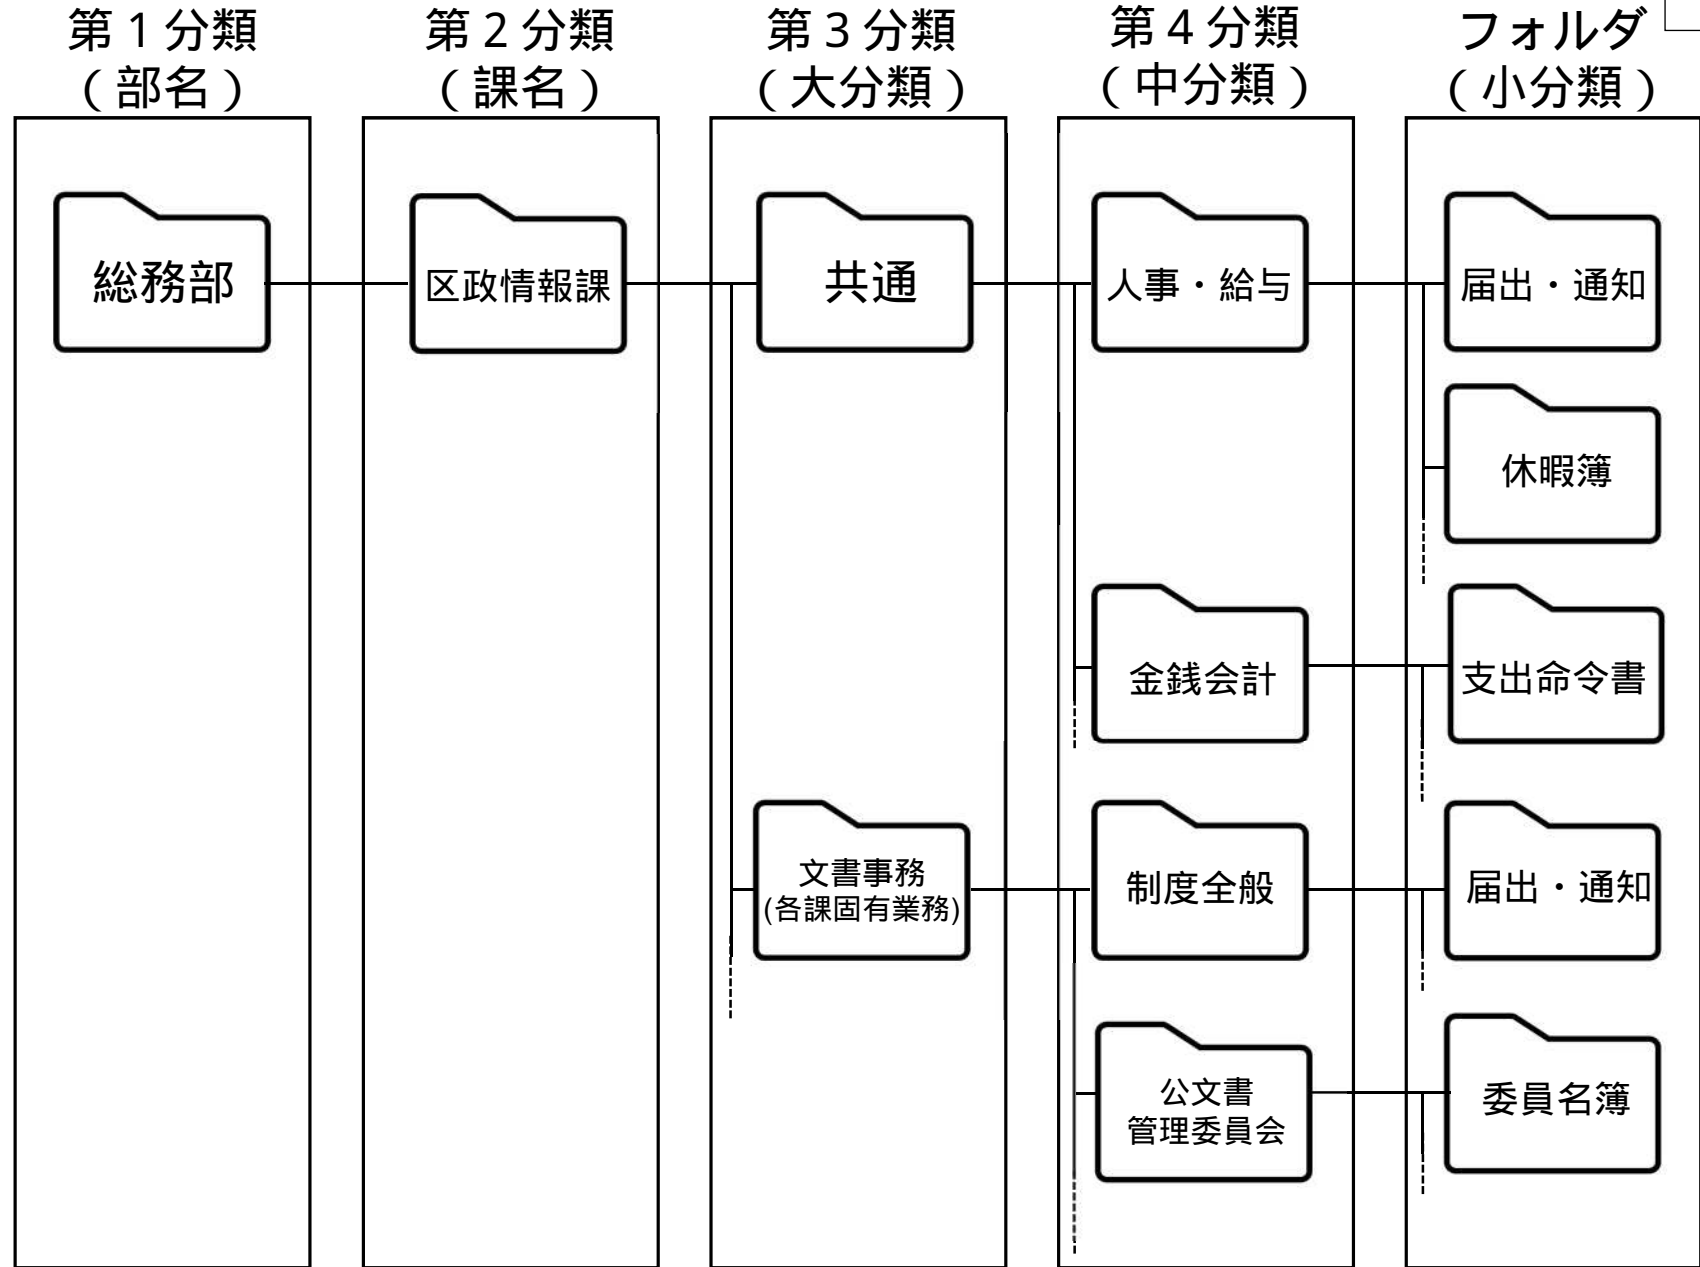 第1分類
(部名)
第2分類
(課名)
第3分類
(大分類)
第4分類
(中分類)
フォルダ
(小分類)
総務部
区政情報課
共通
人事・給与
届出・通知
休暇簿
金銭会計
支出命令書
文書事務
(各課固有業務)
制度全般
届出・通知
公文書
管理委員会
委員名簿